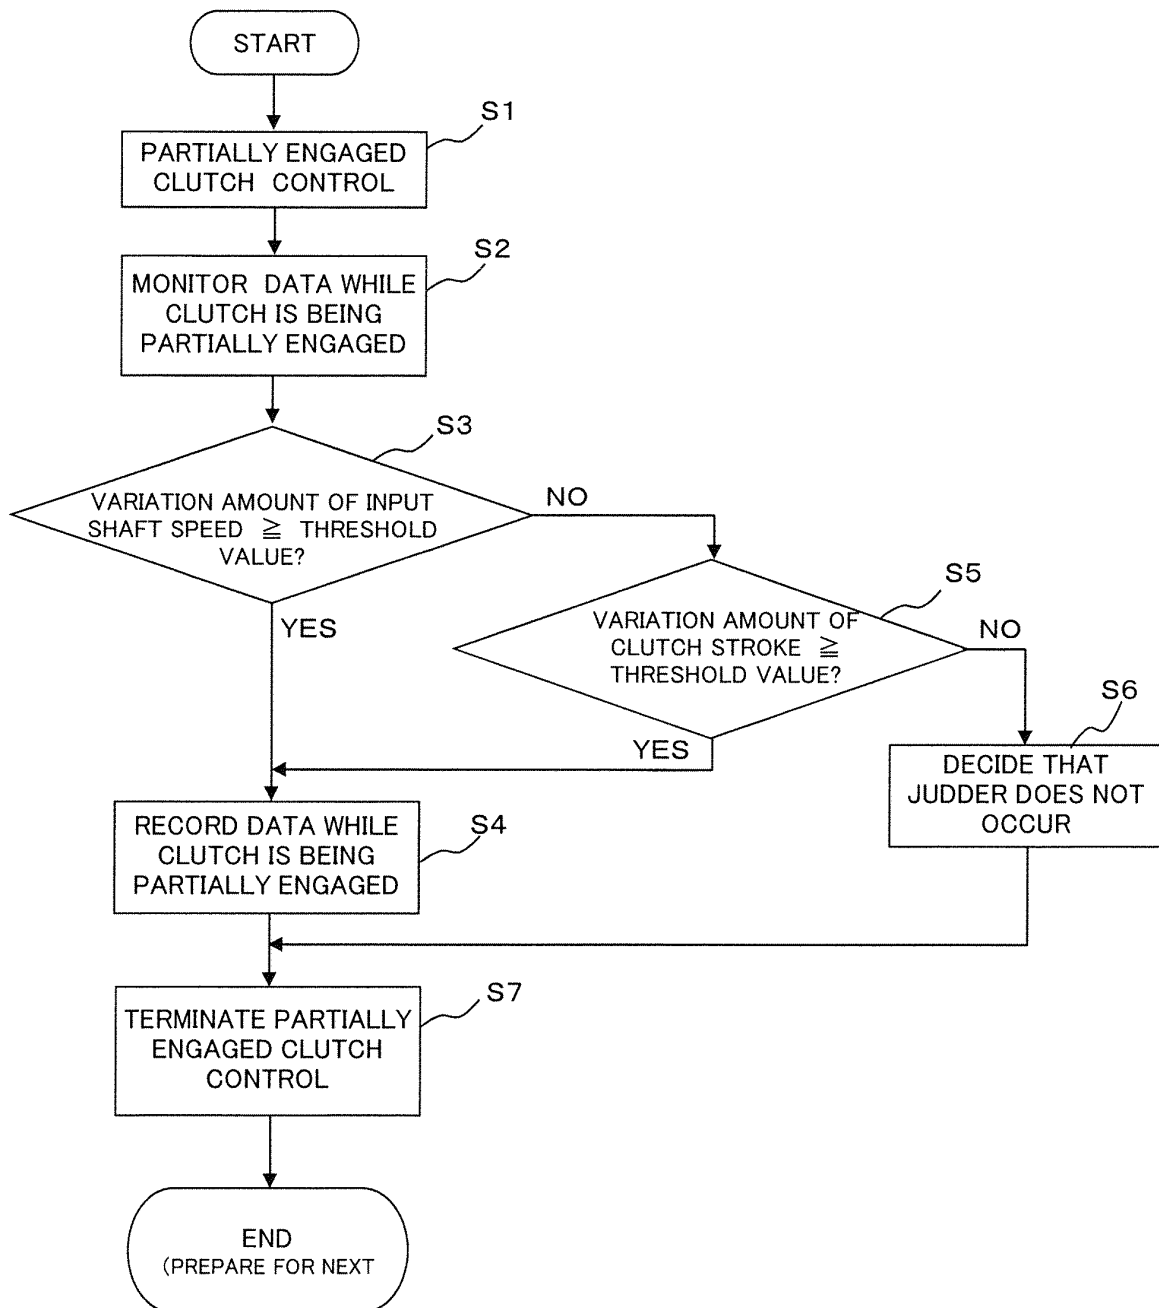 START
S1
PARTIALLY ENGAGED
CLUTCH CONTROL
S2
MONITOR DATA WHILE
CLUTCH IS BEING
PARTIALLY ENGAGED
S3
VARIATION AMOUNT OF INPUT
SHAFT SPEED ≧ THRESHOLD
VALUE?
NO
YES
S5
VARIATION AMOUNT OF
CLUTCH STROKE ≧
THRESHOLD VALUE?
NO
YES
S6
DECIDE THAT
JUDDER DOES NOT
OCCUR
S4
RECORD DATA WHILE
CLUTCH IS BEING
PARTIALLY ENGAGED
S7
TERMINATE PARTIALLY
ENGAGED CLUTCH
CONTROL
END
(PREPARE FOR NEXT